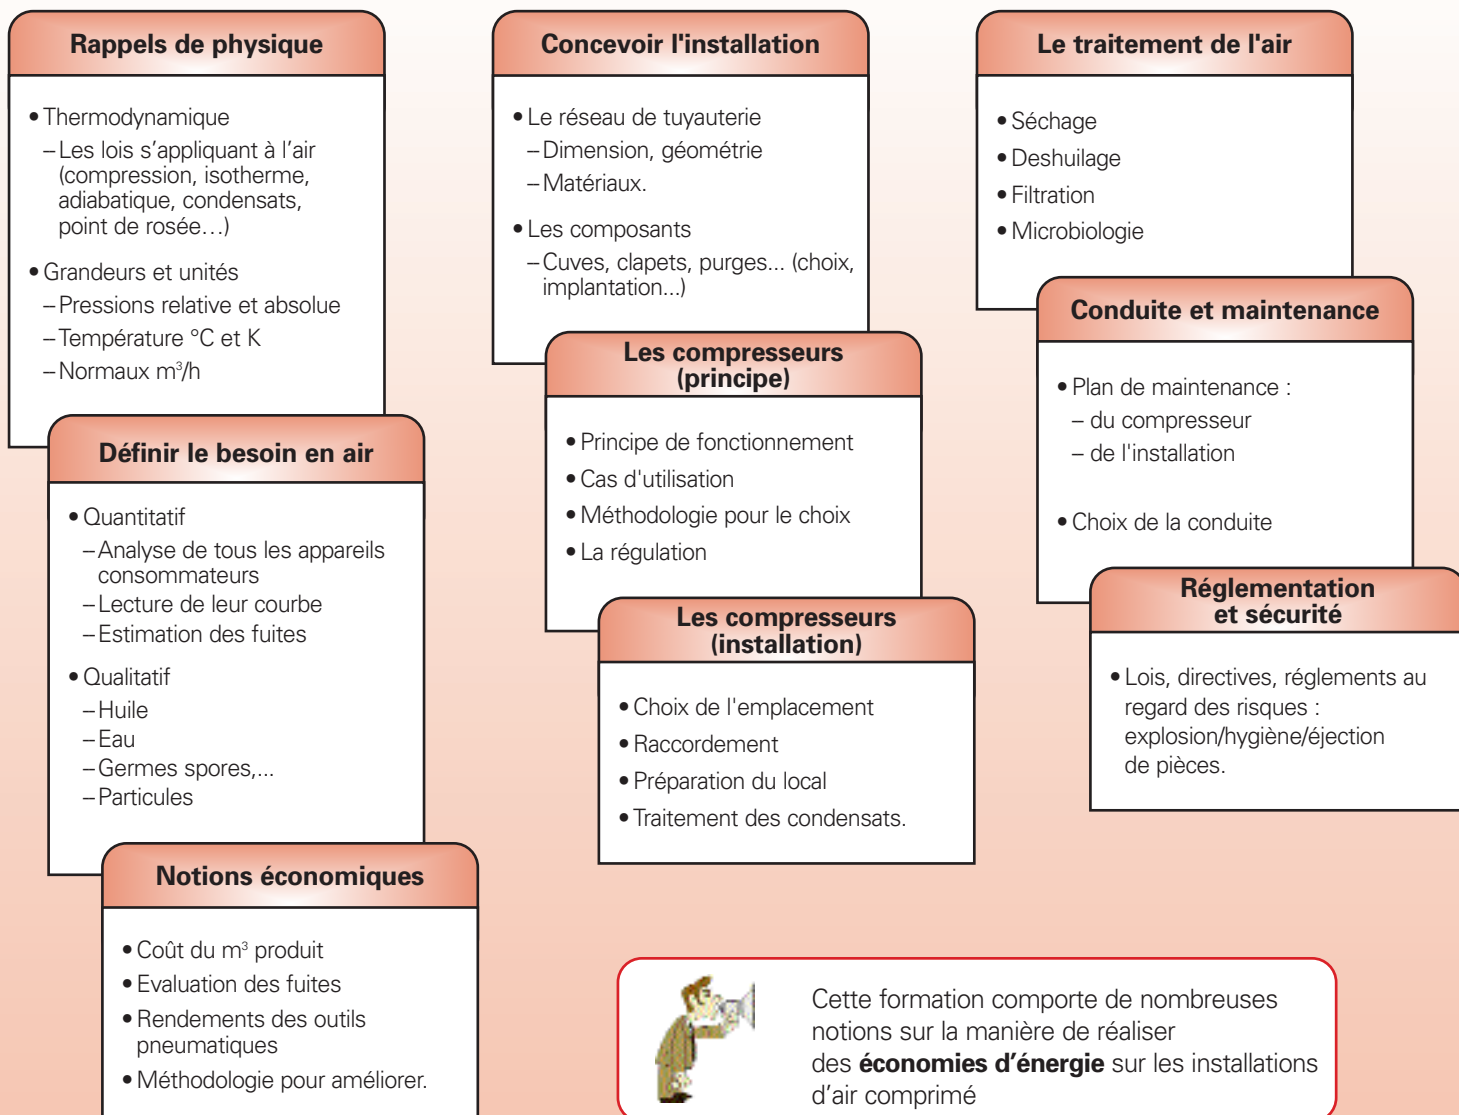 Rappels de physique
• Thermodynamique
– Les lois s’appliquant à l’air
(compression, isotherme,
adiabatique, condensats,
point de rosée…)
• Grandeurs et unités
– Pressions relative et absolue
– Température °C et K
– Normaux m³/h
Définir le besoin en air
• Quantitatif
– Analyse de tous les appareils
consommateurs
– Lecture de leur courbe
– Estimation des fuites
• Qualitatif
– Huile
– Eau
– Germes spores,...
– Particules
Notions économiques
• Coût du m³ produit
• Evaluation des fuites
• Rendements des outils
pneumatiques
• Méthodologie pour améliorer.
Concevoir l'installation
• Le réseau de tuyauterie
– Dimension, géométrie
– Matériaux.
• Les composants
– Cuves, clapets, purges... (choix,
implantation...)
Les compresseurs
(principe)
• Principe de fonctionnement
• Cas d'utilisation
• Méthodologie pour le choix
• La régulation
Les compresseurs
(installation)
• Choix de l'emplacement
• Raccordement
• Préparation du local
• Traitement des condensats.
Le traitement de l'air
• Séchage
• Deshuilage
• Filtration
• Microbiologie
Conduite et maintenance
• Plan de maintenance :
– du compresseur
– de l'installation
• Choix de la conduite
Réglementation
et sécurité
• Lois, directives, réglements au
regard des risques :
explosion/hygiène/éjection
de pièces.
Cette formation comporte de nombreuses
notions sur la manière de réaliser
des économies d’énergie sur les installations
d’air comprimé